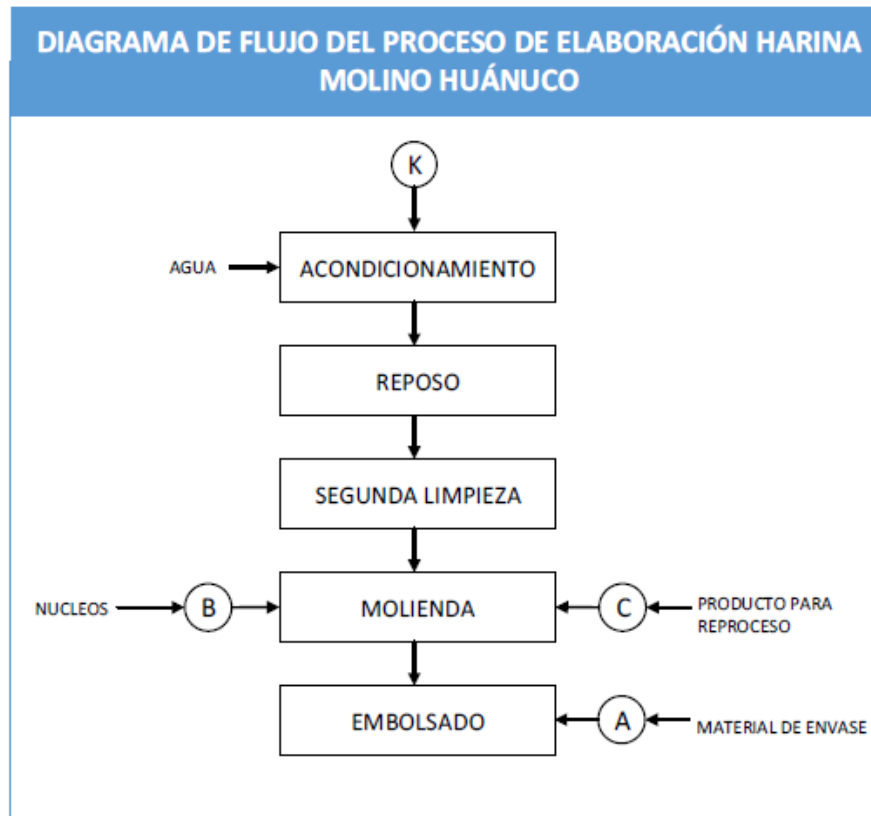 DIAGRAMA DE FLUJO DEL PROCESO DE ELABORACIÓN HARINA
MOLINO HUÁNUCO
K
AGUA
ACONDICIONAMIENTO
REPOSO
SEGUNDA LIMPIEZA
NUCLEOS
B
MOLIENDA
C
PRODUCTO PARA
REPROCESO
EMBOLSADO
A
MATERIAL DE ENVASE